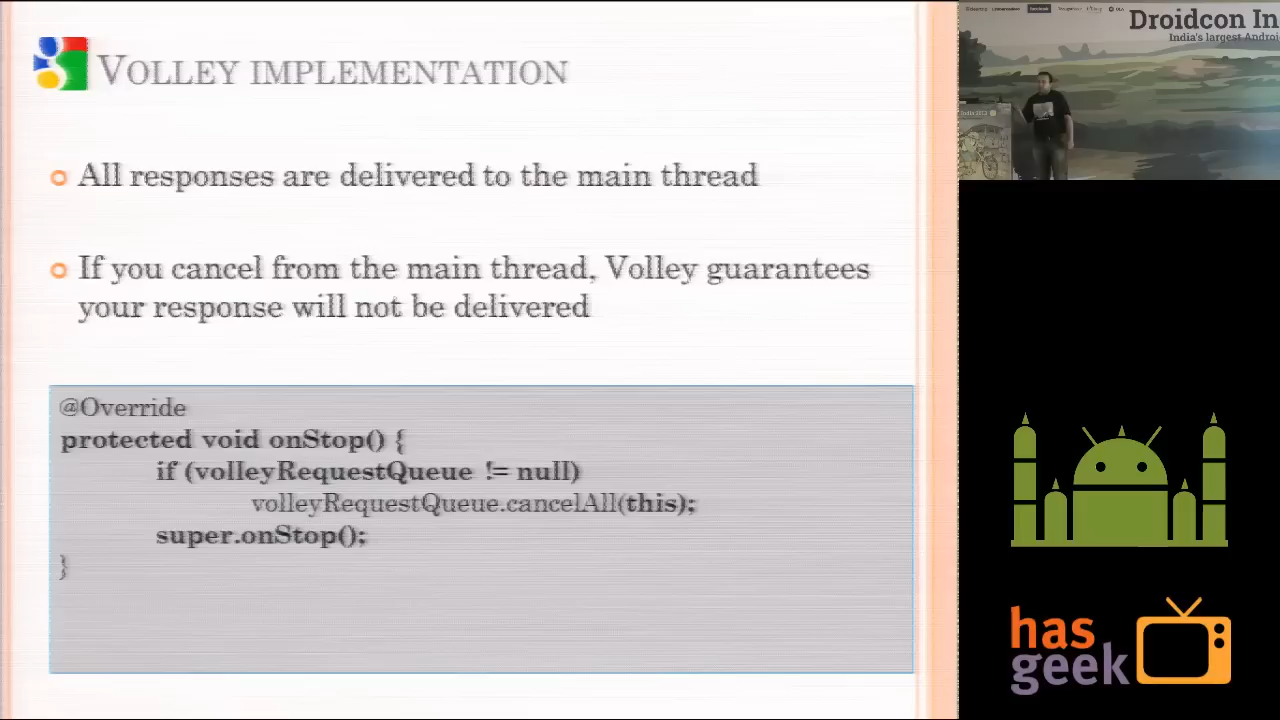 VOLLEY IMPLEMENTATION
All responses are delivered to the main thread
If you cancel from the main thread, Volley guarantees
your response will not be delivered
@Override
protected void onStop() {
if (volleyRequestQueue != null)
volleyRequestQueue.cancelAll(this);
super.onStop();
}
Droidcon In
India's largest Androi
has
geek